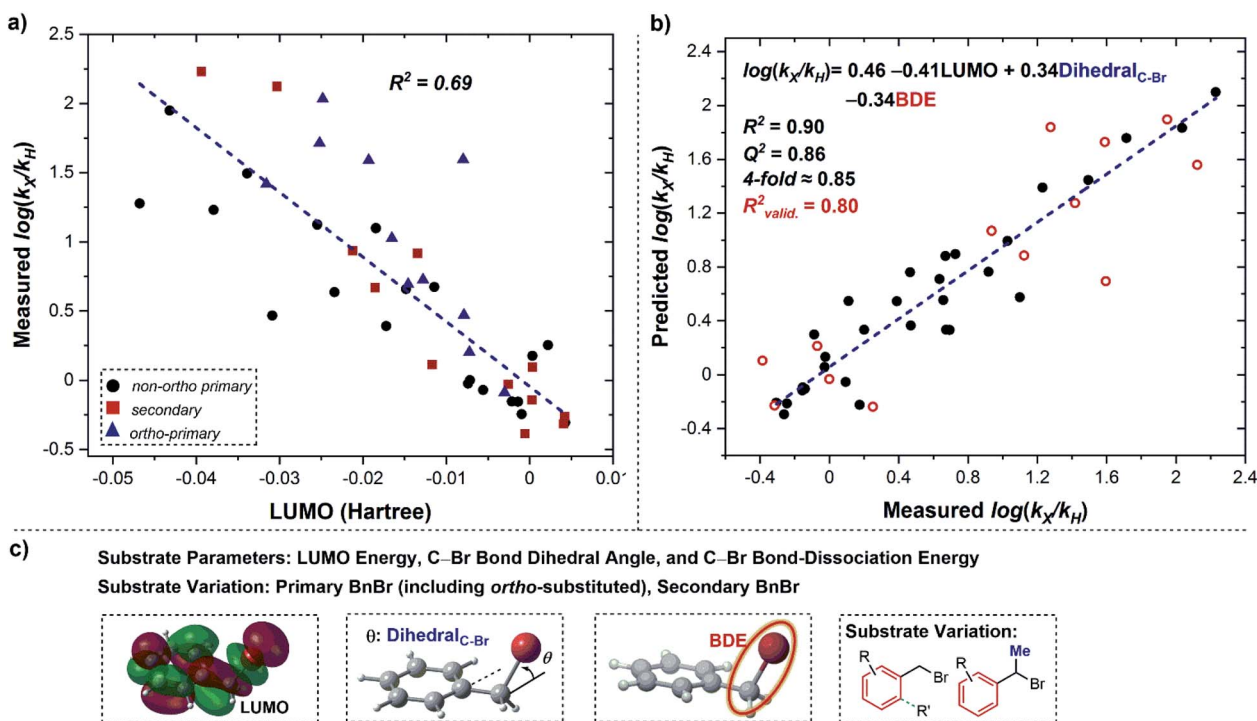 a)
Measured log(kX/kH)
2.5
2
1.5
1
0.5
0
-0.5
R² = 0.69
non-ortho primary
secondary
ortho-primary
-0.05
-0.04
-0.03
-0.02
-0.01
0.0
LUMO (Hartree)
b)
Predicted log(kX/kH)
2.4
2.0
1.6
1.2
0.8
0.4
0
-0.4
log(kX/kH)= 0.46 –0.41LUMO + 0.34DihedralC-Br
–0.34BDE
R² = 0.90
Q² = 0.86
4-fold ≈ 0.85
R²valid. = 0.80
-0.4
0
0.4
0.8
1.2
1.6
2.0
2.4
Measured log(kX/kH)
c)
Substrate Parameters: LUMO Energy, C–Br Bond Dihedral Angle, and C–Br Bond-Dissociation Energy
Substrate Variation: Primary BnBr (including ortho-substituted), Secondary BnBr
LUMO
θ: DihedralC-Br
θ
BDE
Substrate Variation:
R
Br
R'
R
Me
Br